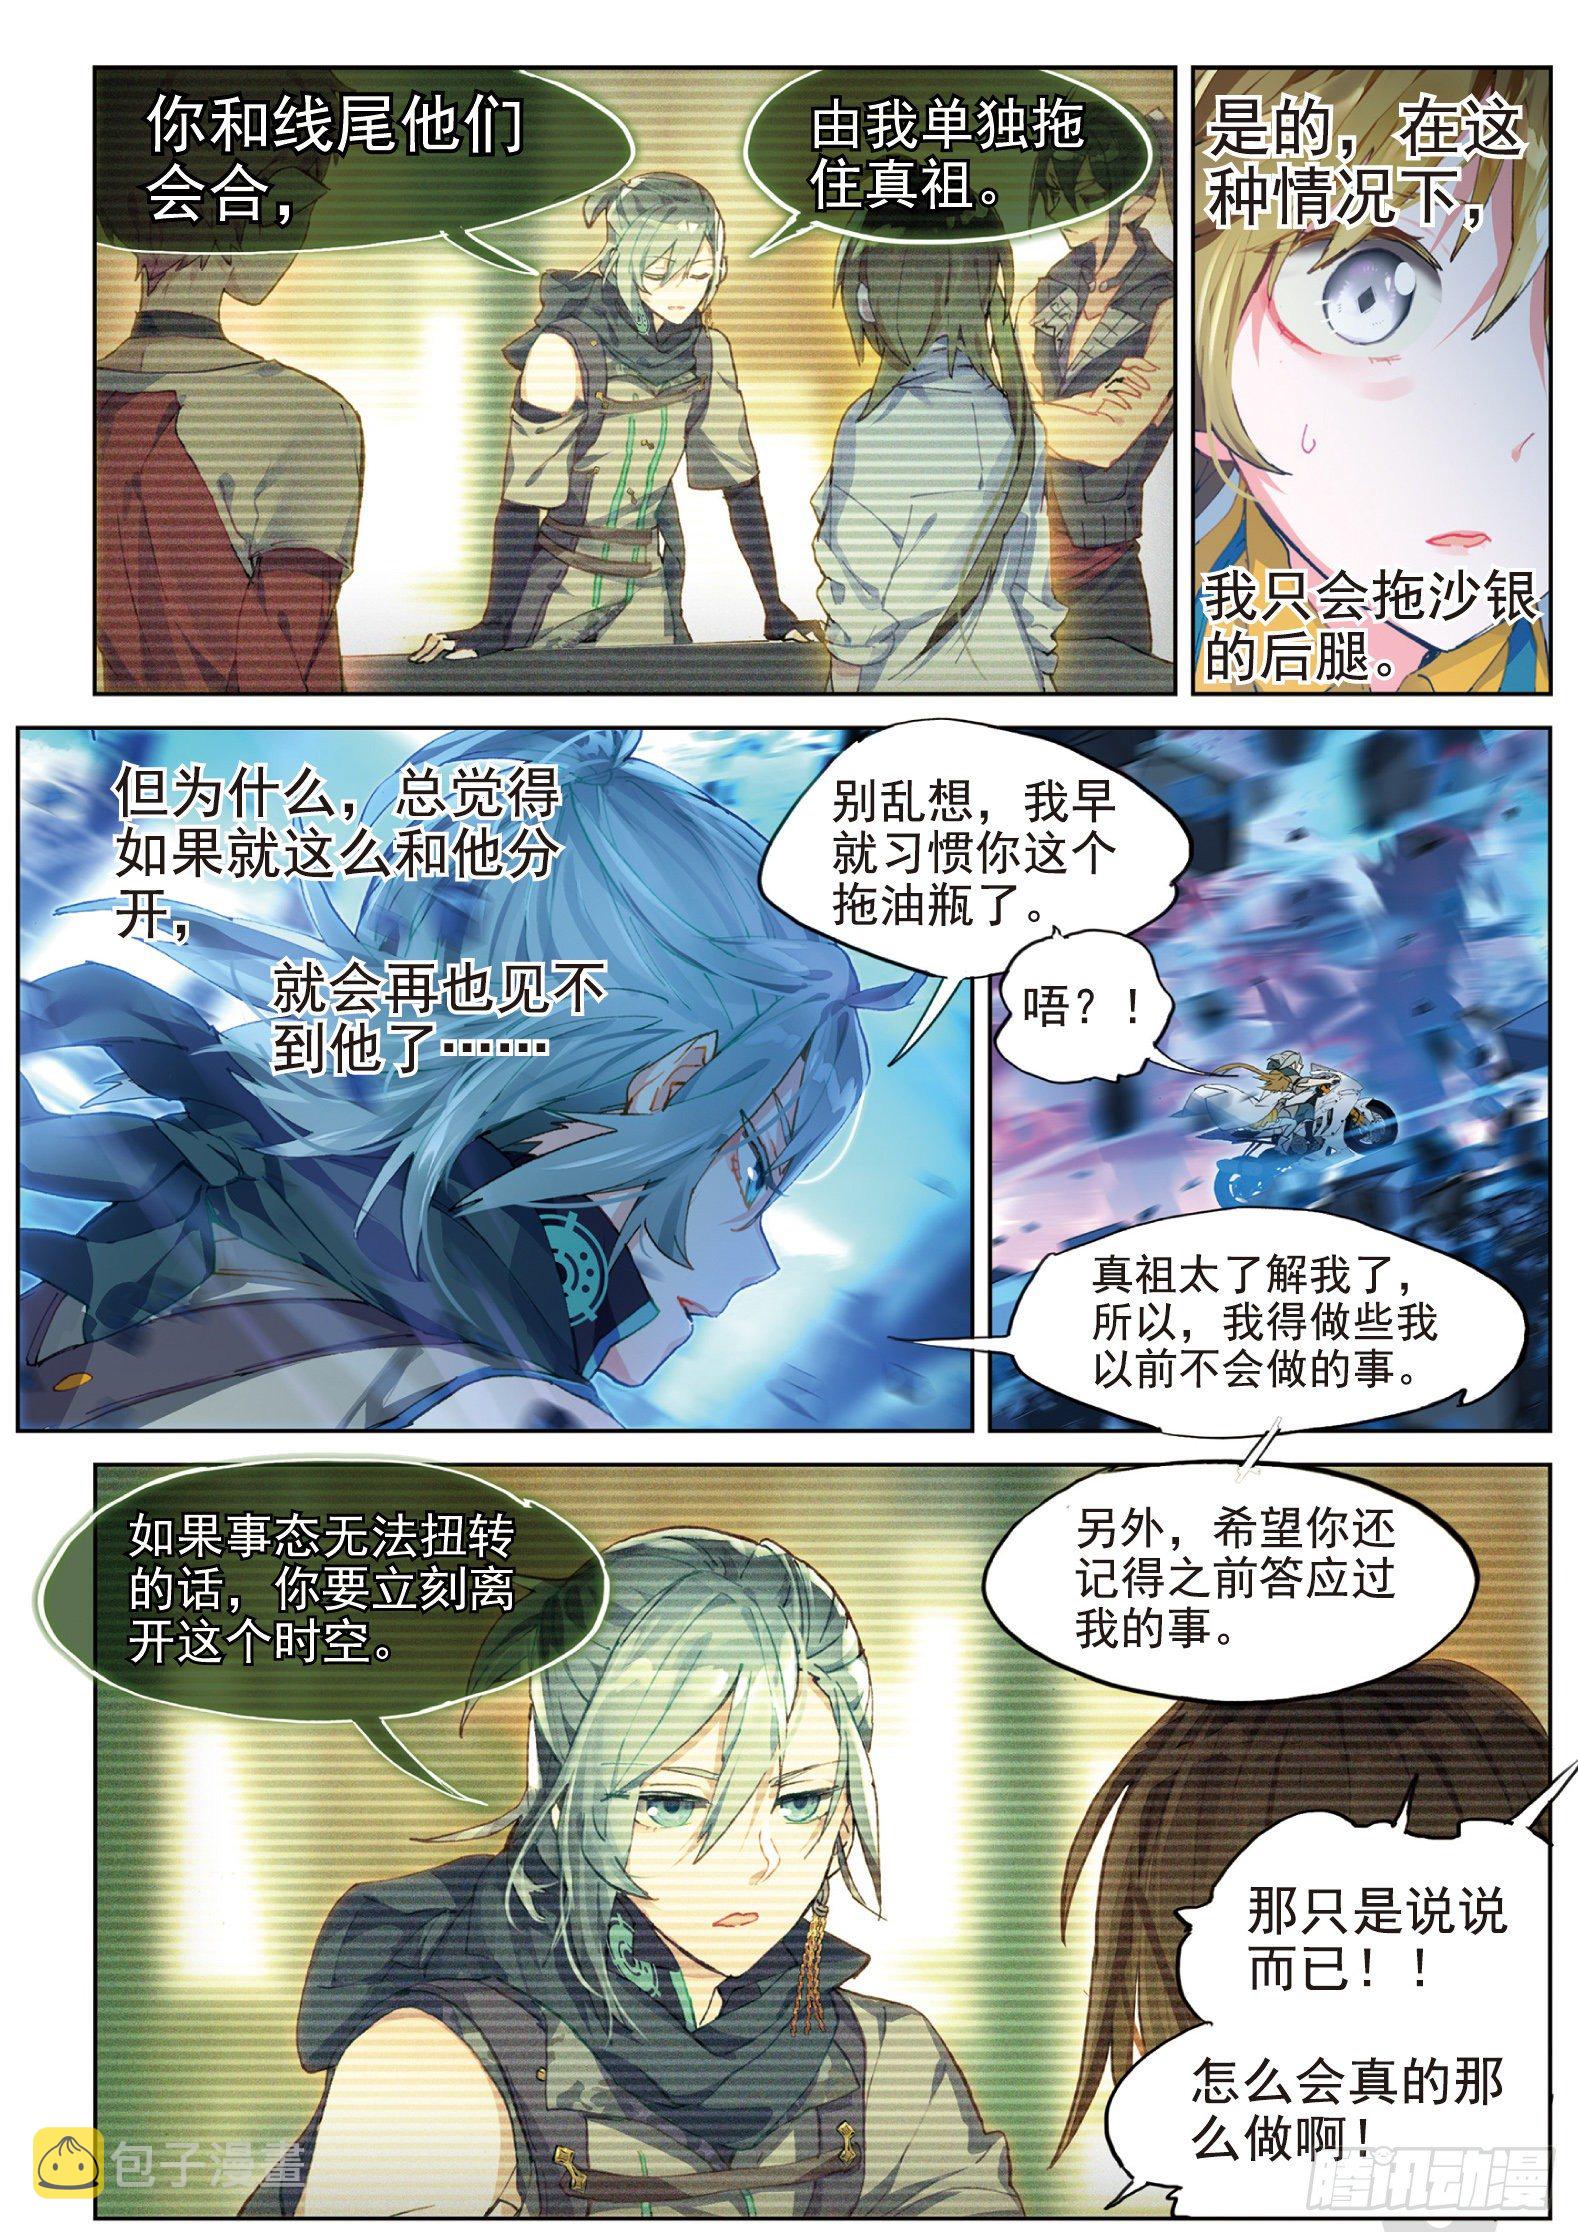 你和线尾他们
会合，
由我单独拖
住真祖。
是的，在这
种情况下，
我只会拖沙银
的后腿。
但为什么，总觉得
如果就这么和他分
开，
就会再也见不
到他了……
别乱想，我早
就习惯你这个
拖油瓶了。
唔？！
真祖太了解我了，
所以，我得做些我
以前不会做的事。
如果事态无法扭转
的话，你要立刻离
开这个时空。
另外，希望你还
记得之前答应过
我的事。
那只是说说
而已！！
怎么会真的那
么做啊！
包子漫畫
腾讯动漫